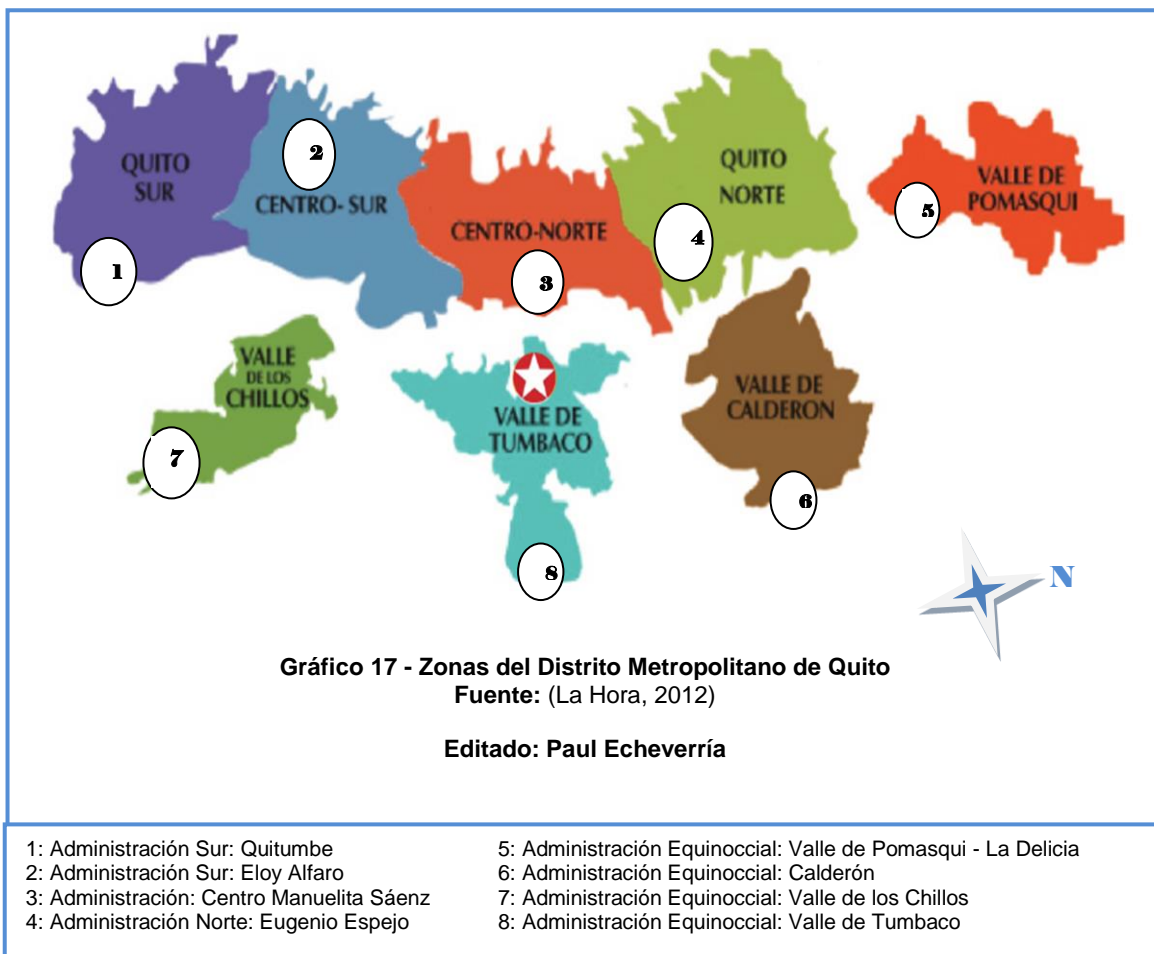 QUITO
SUR
1
2
CENTRO- SUR
CENTRO-NORTE
3
QUITO
NORTE
4
VALLE DE
POMASQUI
5
VALLE
DE LOS
CHILLOS
7
VALLE DE
TUMBACO
8
VALLE DE
CALDERON
6
N
Gráfico 17 - Zonas del Distrito Metropolitano de Quito
Fuente: (La Hora, 2012)
Editado: Paul Echeverría
1: Administración Sur: Quitumbe
2: Administración Sur: Eloy Alfaro
3: Administración: Centro Manuelita Sáenz
4: Administración Norte: Eugenio Espejo
5: Administración Equinoccial: Valle de Pomasqui - La Delicia
6: Administración Equinoccial: Calderón
7: Administración Equinoccial: Valle de los Chillos
8: Administración Equinoccial: Valle de Tumbaco